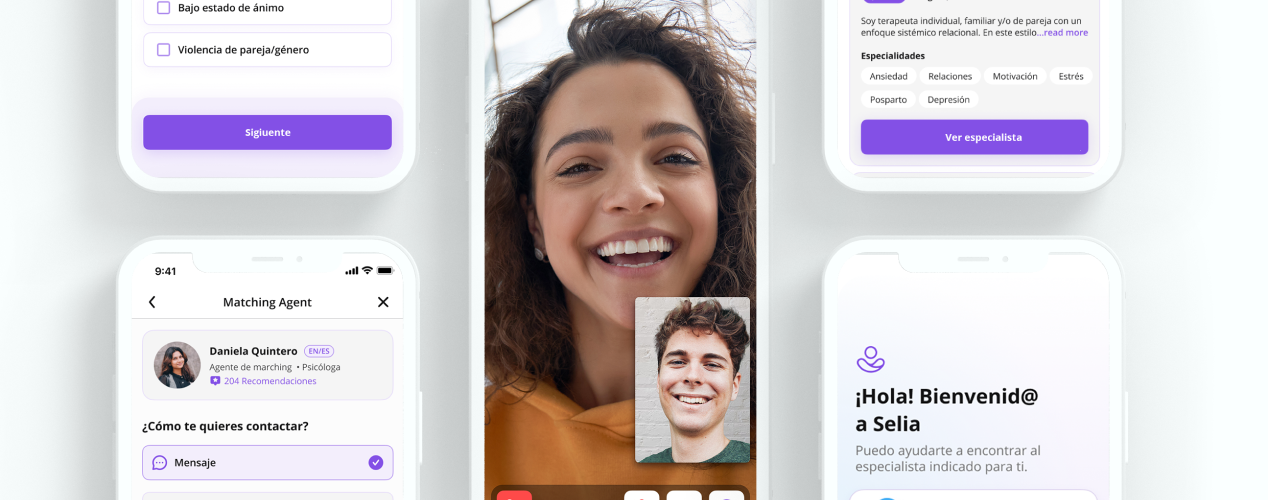 Bajo estado de ánimo
Violencia de pareja/género
Sigiuente
9:41
Matching Agent
Daniela Quintero EN/ES
Agente de marching • Psicóloga
204 Recomendaciones
¿Cómo te quieres contactar?
Mensaje
Soy terapeuta individual, familiar y/o de pareja con un
enfoque sistémico relacional. En este estilo...read more
Especialidades
Ansiedad Relaciones Motivación Estrés
Posparto Depresión
Ver especialista
¡Hola! Bienvenid@
a Selia
Puedo ayudarte a encontrar al
especialista indicado para ti.